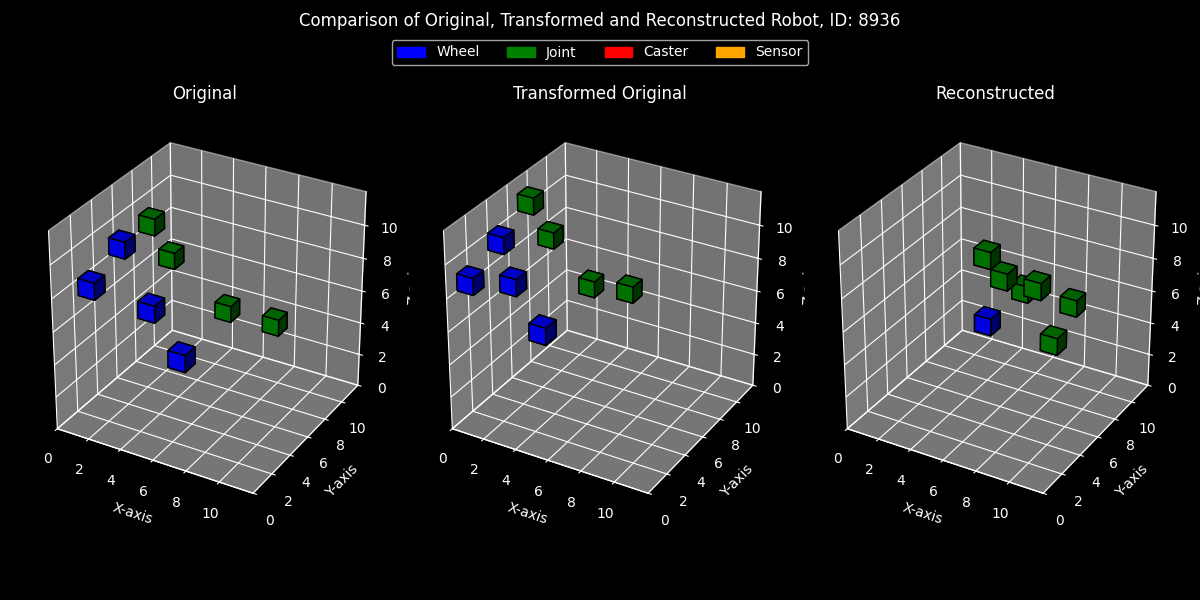 Comparison of Original, Transformed and Reconstructed Robot, ID: 8936
Wheel Joint Caster Sensor
Original Transformed Original Reconstructed
10 10 10
8 8 8
6 6 6
4 4 4
2 2 2
0 0 0
10 10 10
8 8 8
6 6 6
4 4 4
2 2 2
0 0 0
0 2 4 6 8 10 0 2 4 6 8 10 0 2 4 6 8 10
Y-axis Y-axis Y-axis
X-axis X-axis X-axis